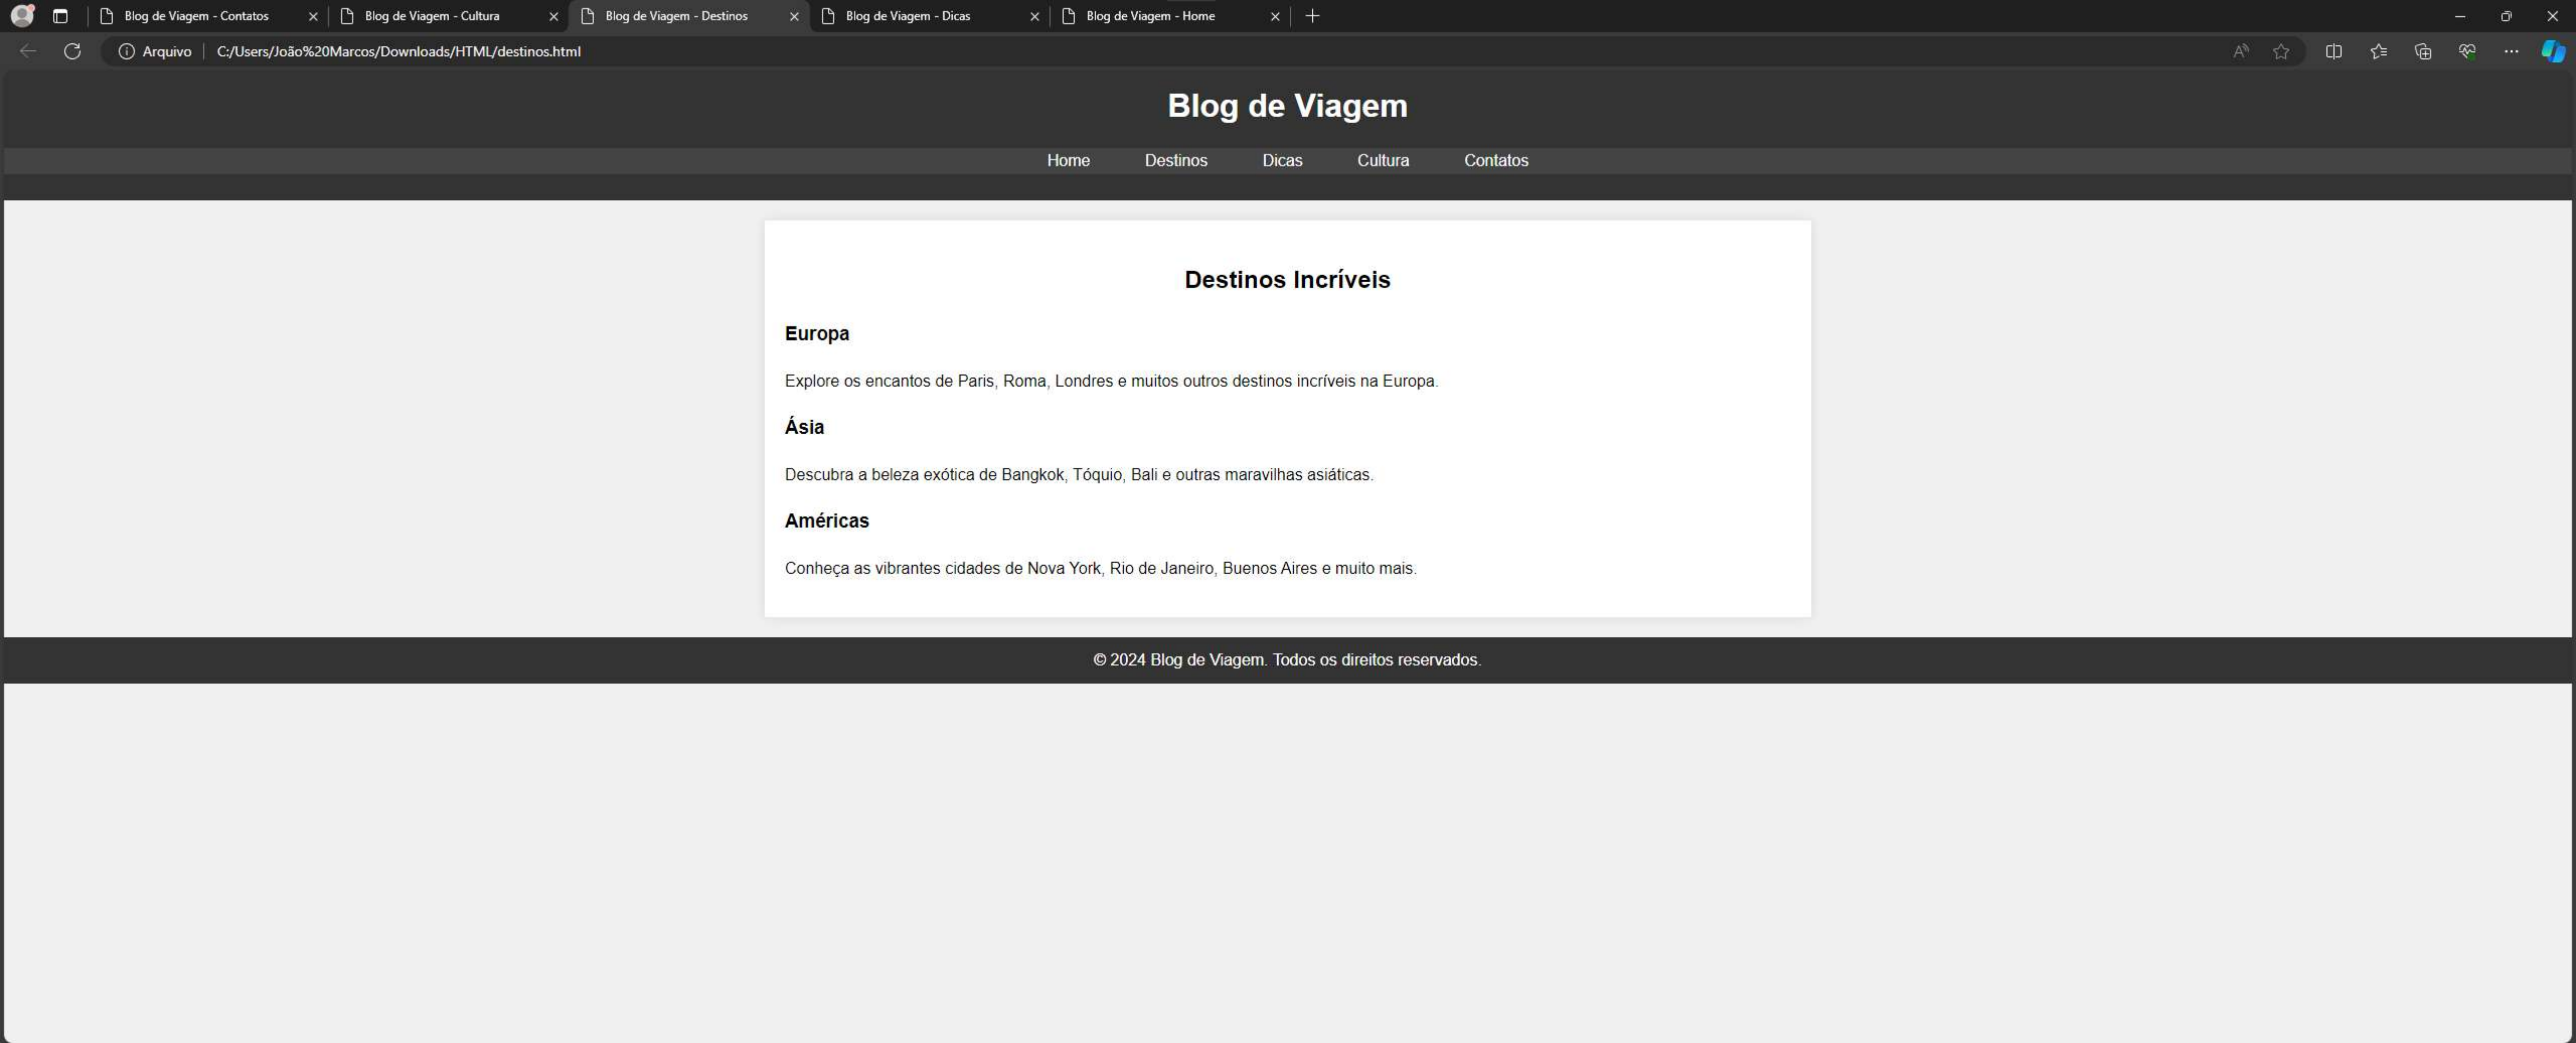 Blog de Viagem - Contatos
Blog de Viagem - Cultura
Blog de Viagem - Destinos
Blog de Viagem - Dicas
Blog de Viagem - Home
Arquivo
C:/Users/João%20Marcos/Downloads/HTML/destinos.html
Blog de Viagem
Home
Destinos
Dicas
Cultura
Contatos
Destinos Incríveis
Europa
Explore os encantos de Paris, Roma, Londres e muitos outros destinos incríveis na Europa.
Ásia
Descubra a beleza exótica de Bangkok, Tóquio, Bali e outras maravilhas asiáticas.
Américas
Conheça as vibrantes cidades de Nova York, Rio de Janeiro, Buenos Aires e muito mais.
© 2024 Blog de Viagem. Todos os direitos reservados.